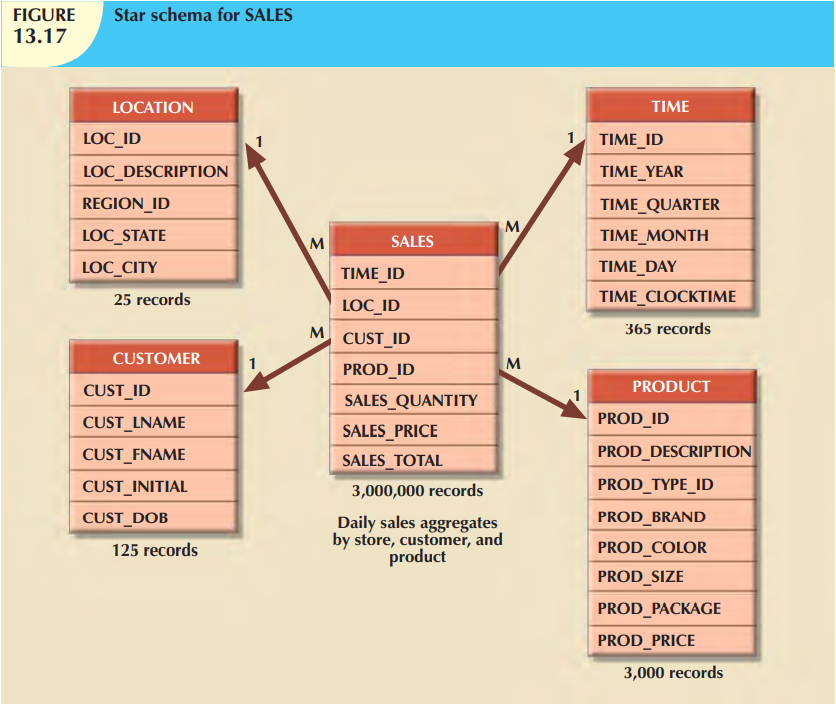 FIGURE
13.17
Star schema for SALES
LOCATION
LOC_ID
LOC_DESCRIPTION
REGION_ID
LOC_STATE
LOC_CITY
25 records
1
M
CUSTOMER
CUST_ID
CUST_LNAME
CUST_FNAME
CUST_INITIAL
CUST_DOB
125 records
1
M
SALES
TIME_ID
LOC_ID
CUST_ID
PROD_ID
SALES_QUANTITY
SALES_PRICE
SALES_TOTAL
3,000,000 records
Daily sales aggregates
by store, customer, and
product
M
1
TIME
TIME_ID
TIME_YEAR
TIME_QUARTER
TIME_MONTH
TIME_DAY
TIME_CLOCKTIME
365 records
M
1
PRODUCT
PROD_ID
PROD_DESCRIPTION
PROD_TYPE_ID
PROD_BRAND
PROD_COLOR
PROD_SIZE
PROD_PACKAGE
PROD_PRICE
3,000 records